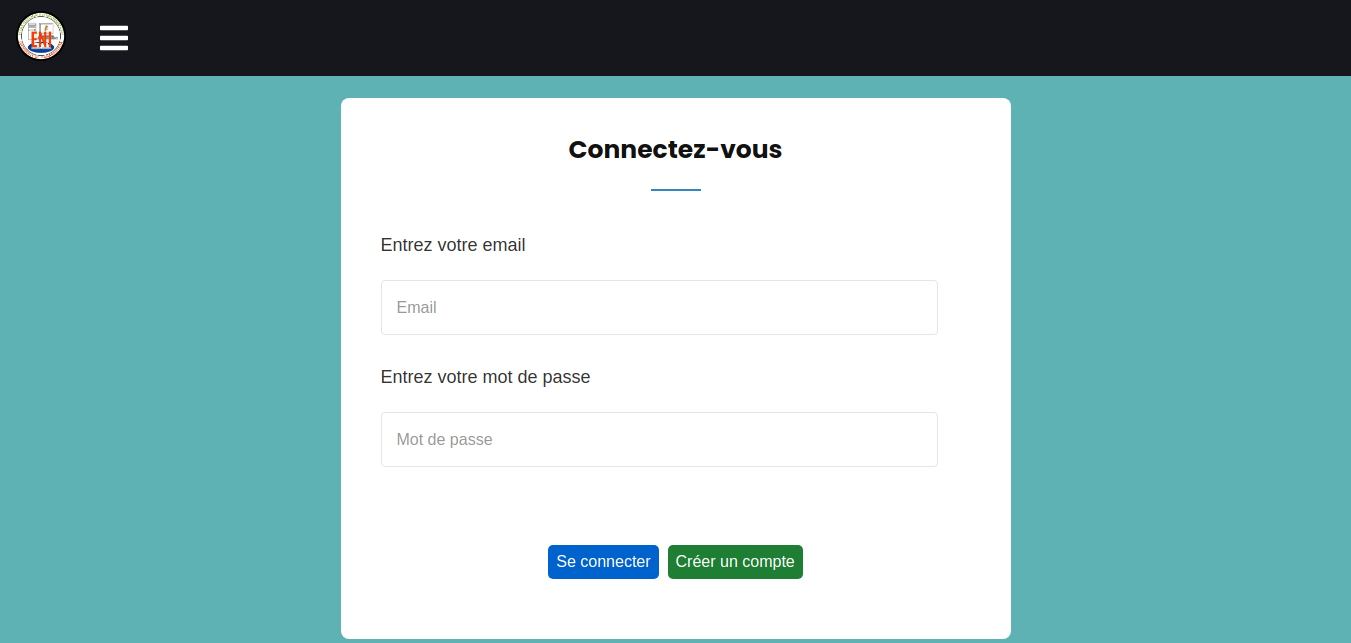 Connectez-vous
Entrez votre email
Email
Entrez votre mot de passe
Mot de passe
Se connecter
Créer un compte